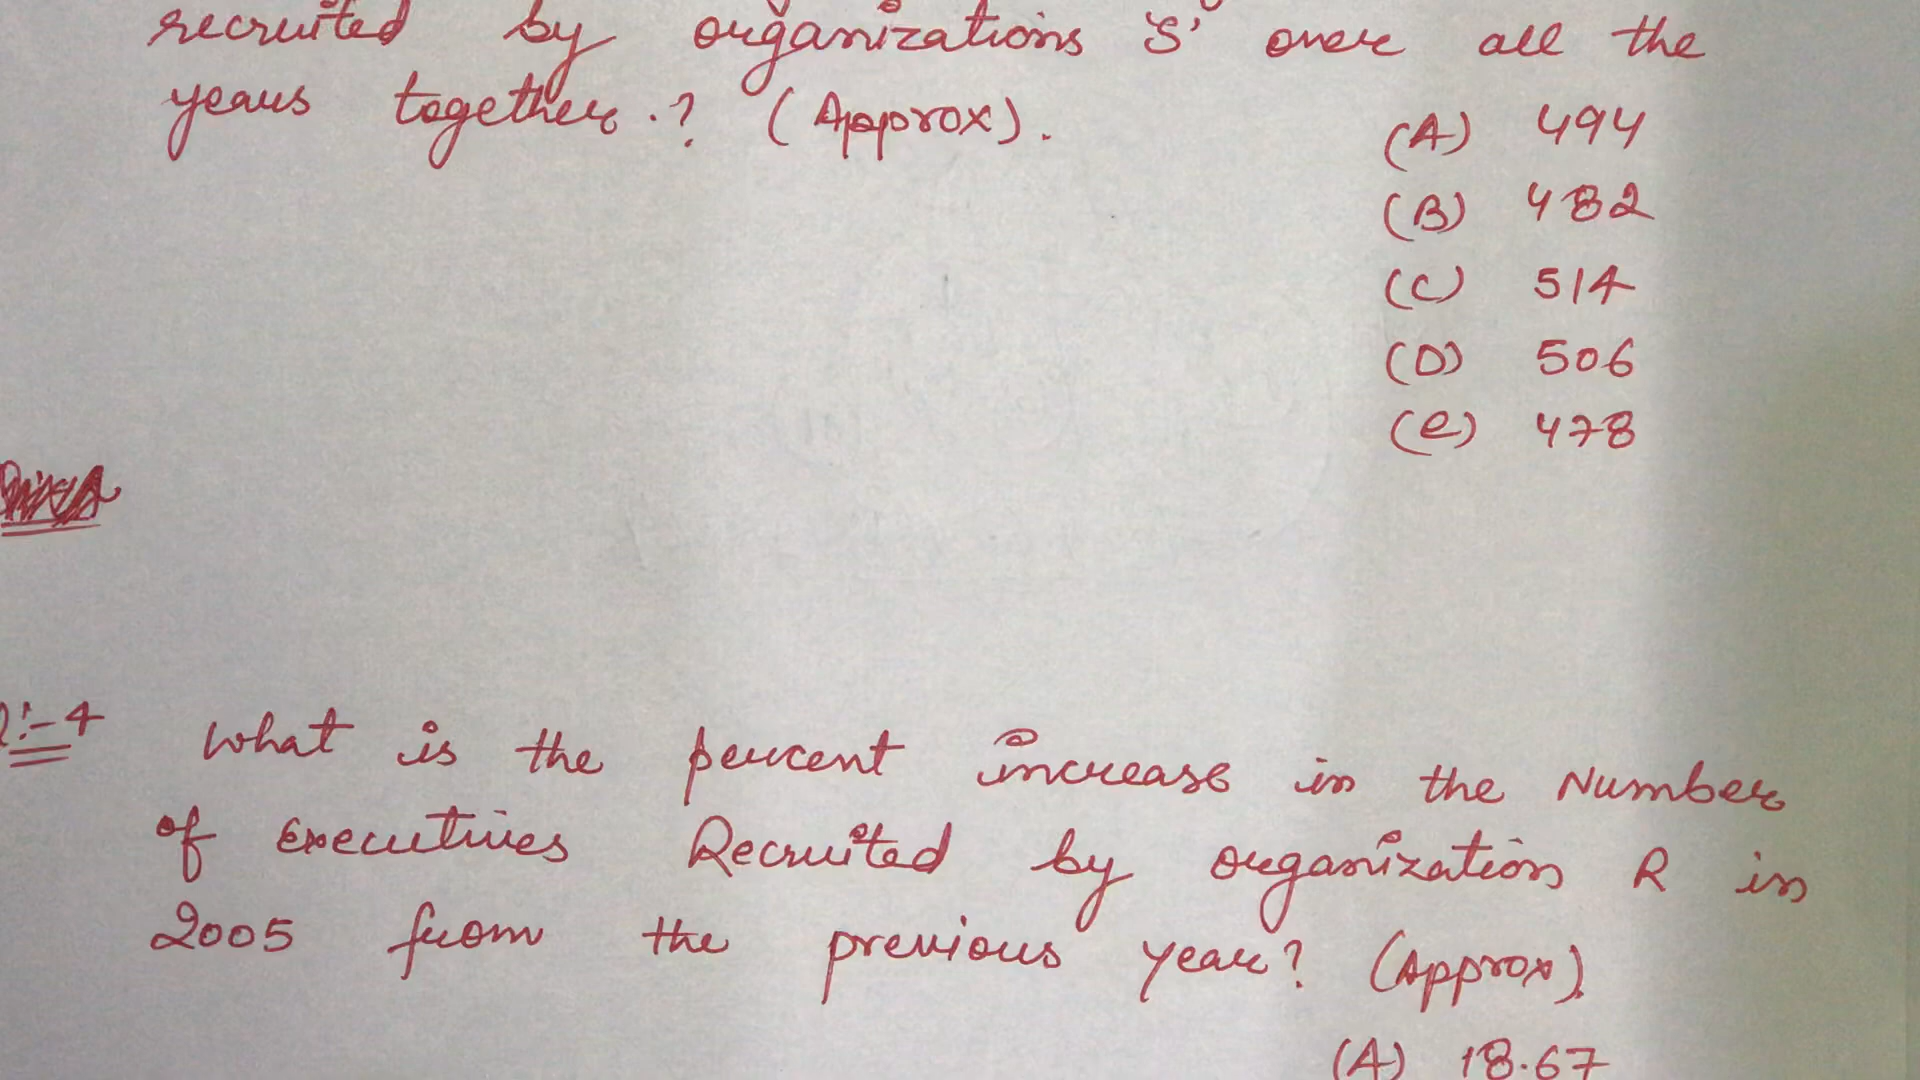 recruited by organizations 'S' over all the
years together.? (Approx).
(A) 494
(B) 482
(C) 514
(D) 506
(e) 478
:-4 What is the percent increase in the Number
of Executives Recruited by organization R in
2005 from the previous year? (Approx).
(A) 18.67